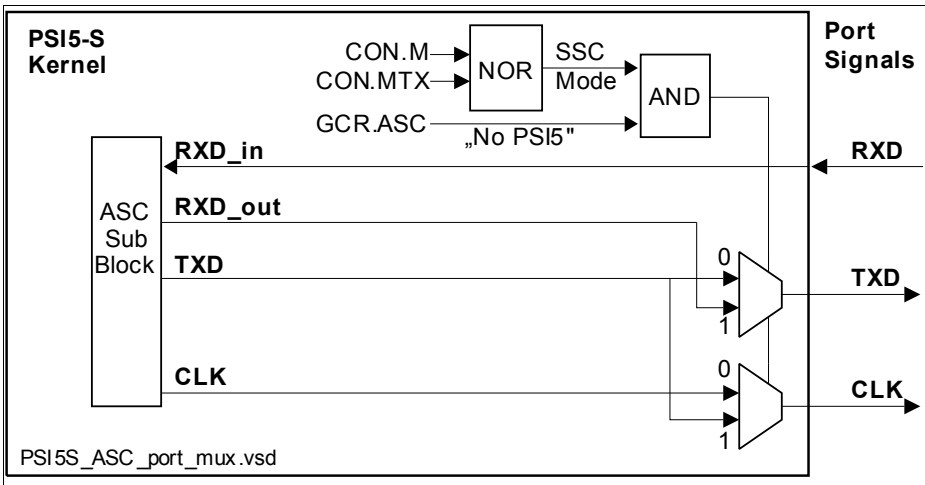 PSI5-S
Kernel
Port
Signals
CON.M
CON.MTX
NOR
SSC
Mode
AND
GCR.ASC
„No PSI5"
RXD_in
RXD
ASC
Sub
Block
RXD_out
TXD
0
1
TXD
CLK
0
1
CLK
PSI5S_ASC_port_mux.vsd